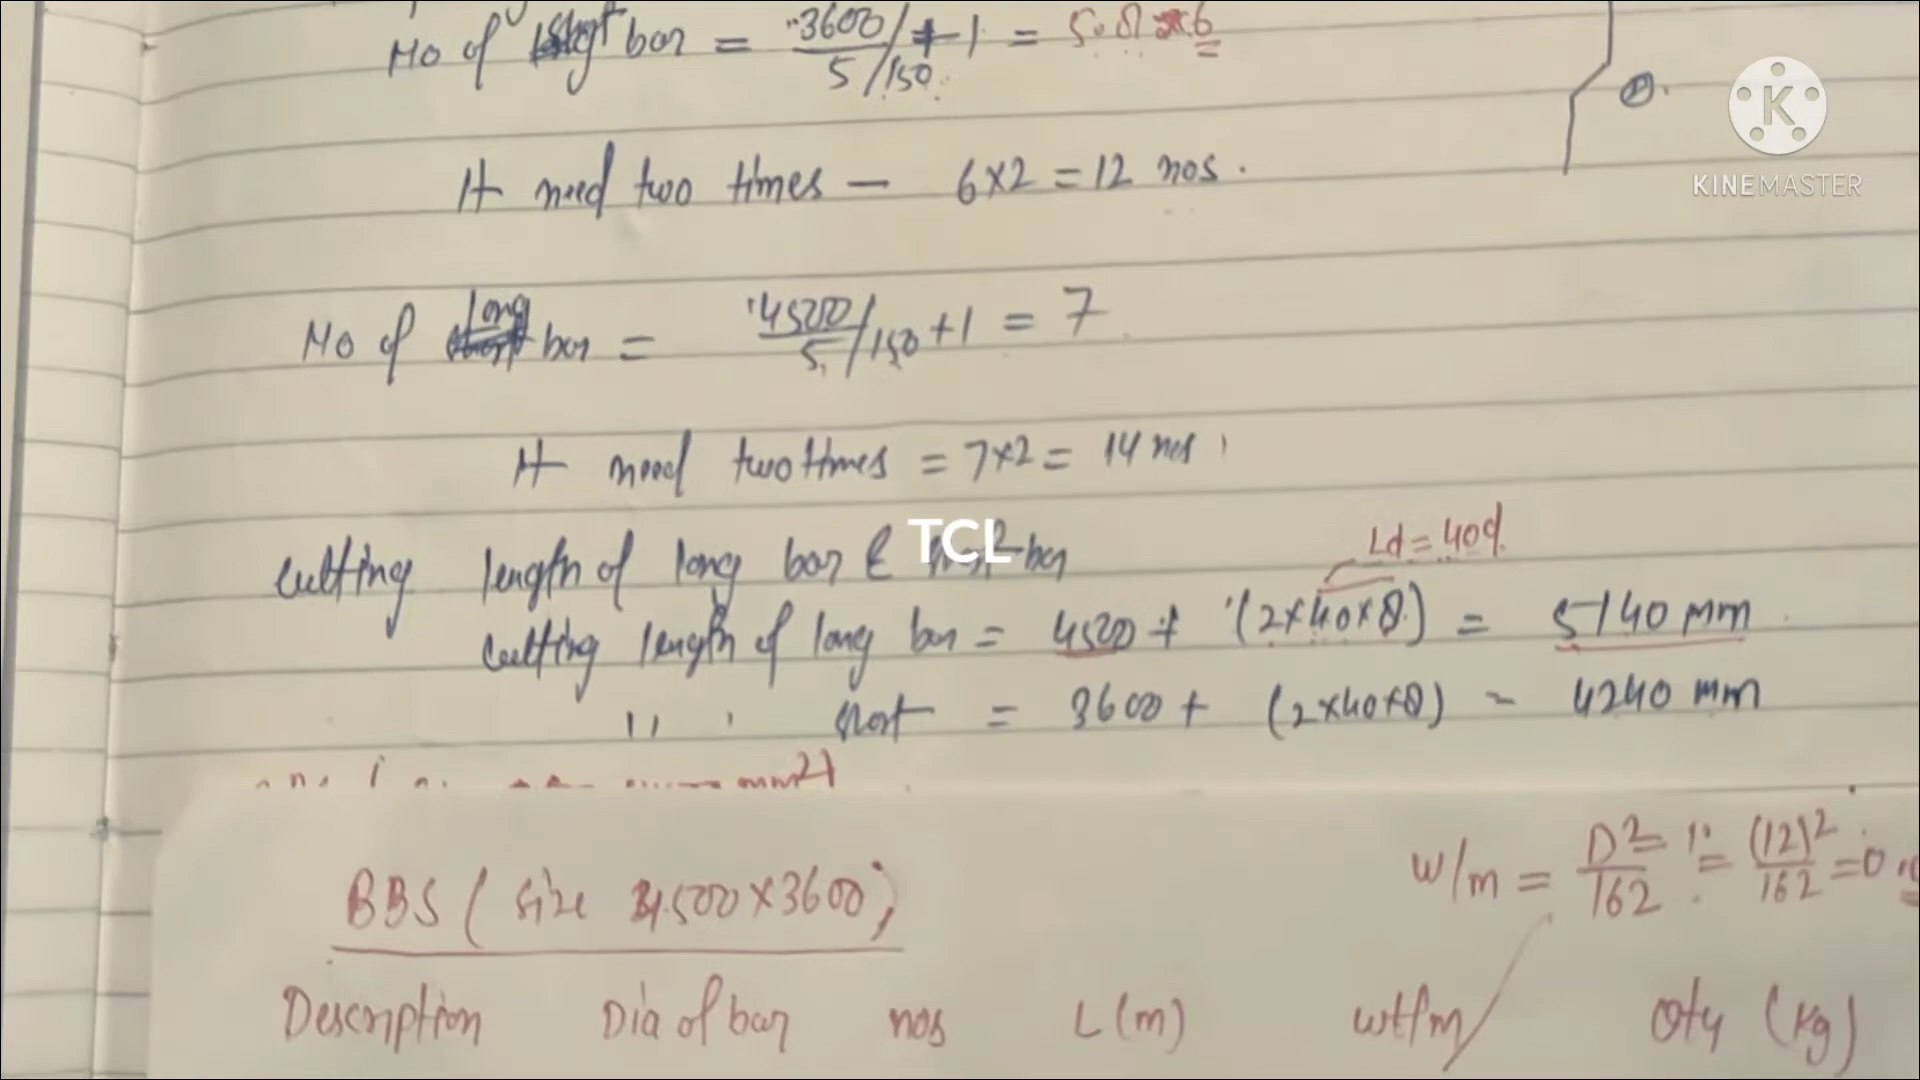 No of short bar = 3600/5 /150 +1 = 5.8 ≈ 6
P.
K
KINEMASTER
It need two times — 6×2 = 12 nos.
No of long bar = 4500/5 /150 +1 = 7
It need two times = 7×2 = 14 nos.
TCL
Ld = 40d
cutting length of long bar & short bar
cutting length of long bar = 4500 + (2×40×8) = 5140 mm
" " short = 3600 + (2×40×8) = 4240 mm
W/m = D²/162 = (12)²/162 = 0.
BBS (size 4500×3600)
Description Dia of bar nos L(m) wt/m Qty (kg)